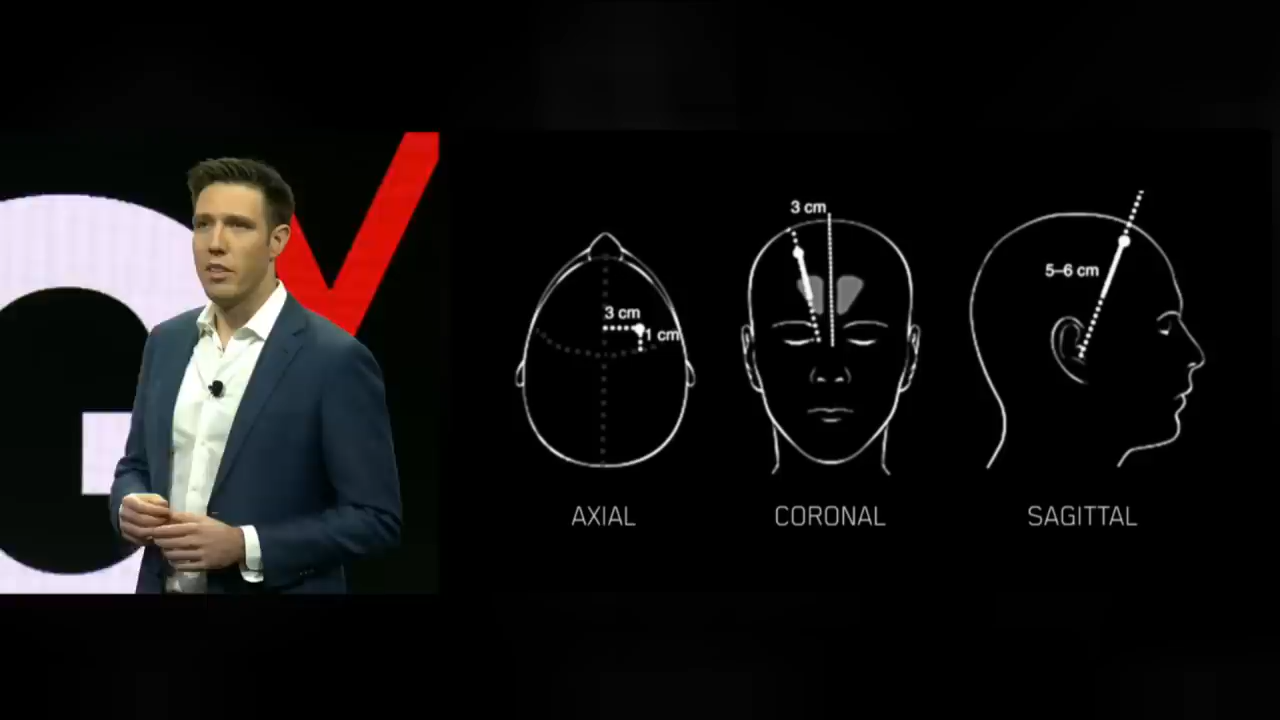 G
3 cm
1 cm
AXIAL
3 cm
CORONAL
5–6 cm
SAGITTAL